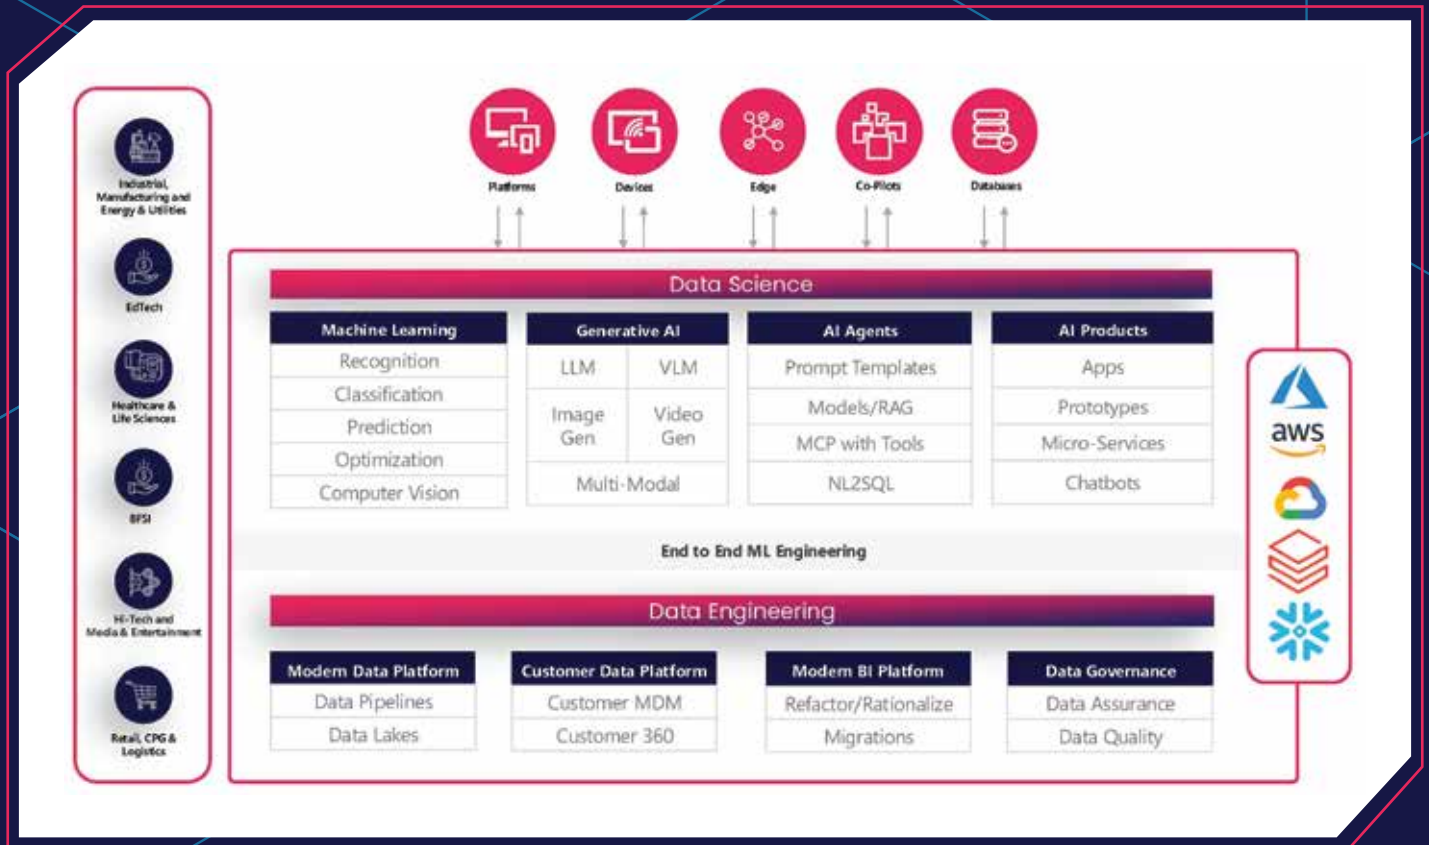 Industrial,
Manufacturing and
Energy & Utilities
EdTech
Healthcare &
Life Sciences
BFSI
Hi-Tech and
Media & Entertainment
Retail, CPG &
Logistics
Platforms
Devices
Edge
Co-Pilots
Databases
Data Science
Machine Learning
Recognition
Classification
Prediction
Optimization
Computer Vision
Generative AI
LLM
VLM
Image
Gen
Video
Gen
Multi-Modal
AI Agents
Prompt Templates
Models/RAG
MCP with Tools
NL2SQL
AI Products
Apps
Prototypes
Micro-Services
Chatbots
End to End ML Engineering
Data Engineering
Modern Data Platform
Data Pipelines
Data Lakes
Customer Data Platform
Customer MDM
Customer 360
Modern BI Platform
Refactor/Rationalize
Migrations
Data Governance
Data Assurance
Data Quality
aws